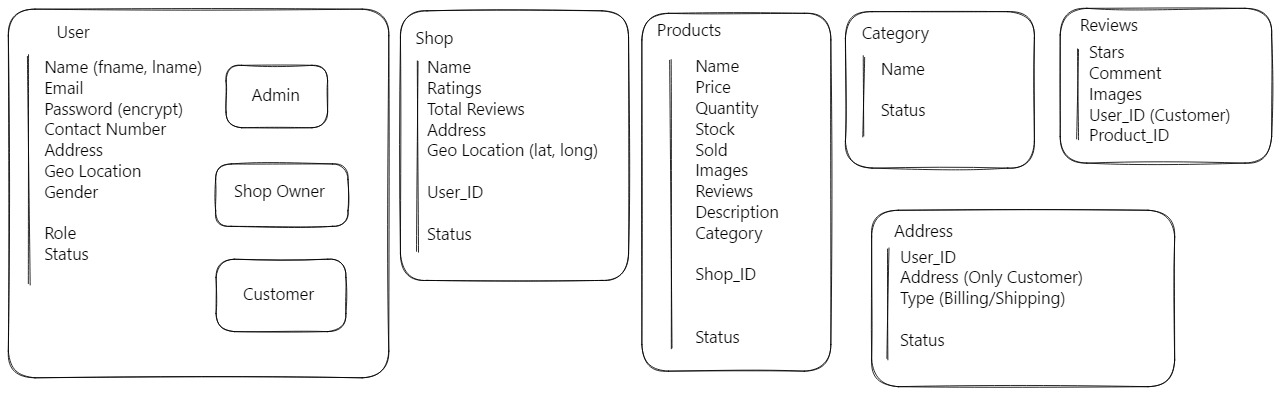 User
Name (fname, lname)
Email
Password (encrypt)
Contact Number
Address
Geo Location
Gender
Role
Status
Admin
Shop Owner
Customer
Shop
Name
Ratings
Total Reviews
Address
Geo Location (lat, long)
User_ID
Status
Products
Name
Price
Quantity
Stock
Sold
Images
Reviews
Description
Category
Shop_ID
Status
Category
Name
Status
Reviews
Stars
Comment
Images
User_ID (Customer)
Product_ID
Address
User_ID
Address (Only Customer)
Type (Billing/Shipping)
Status